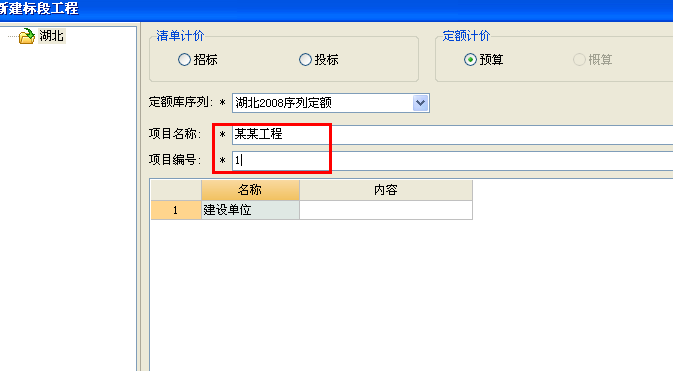 新建标段工程
湖北
清单计价
定额计价
招标
投标
预算
概算
定额库序列: * 湖北2008序列定额
项目名称: * 某某工程
项目编号: * 1
名称 内容
1 建设单位